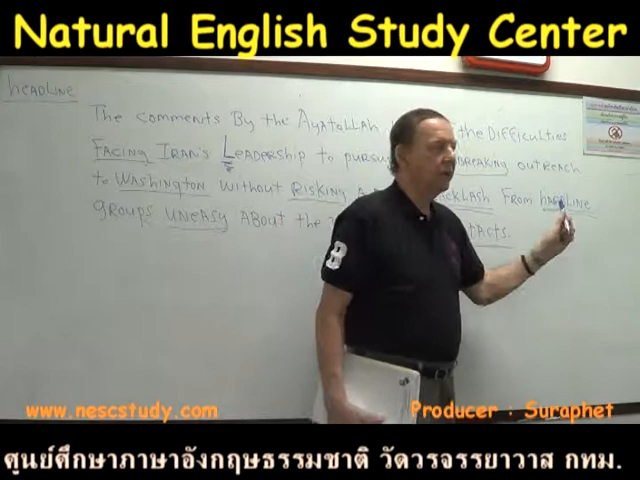 Natural English Study Center
headline
The comments By the Ayatollah the Difficulties
Facing Iran's Leadership to pursu breaking outreach
to Washington without Risking a cklash From hardline
groups uneasy About the tacts.
8
www.nescstudy.com
Producer : Suraphet
ศูนย์ศึกษาภาษาอังกฤษธรรมชาติ วัดวรจรรยาวาส กทม.